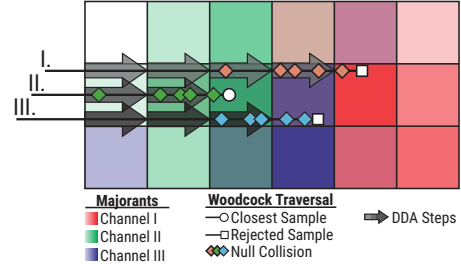 I.
II.
III.
Majorants
Channel I
Channel II
Channel III
Woodcock Traversal
Closest Sample
Rejected Sample
Null Collision
DDA Steps